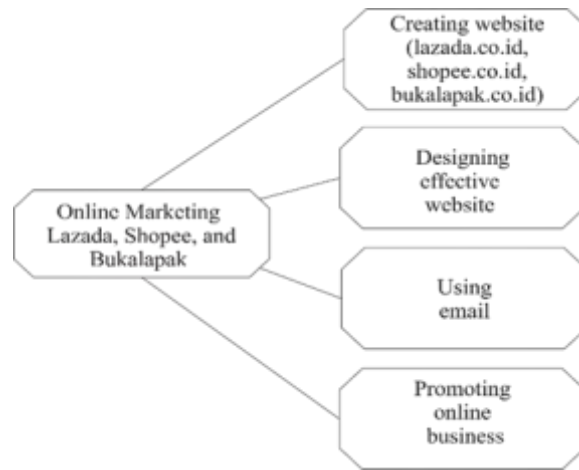 Creating website
(lazada.co.id,
shopee.co.id,
bukalapak.co.id)
Designing
effective
website
Online Marketing
Lazada, Shopee, and
Bukalapak
Using
email
Promoting
online
business